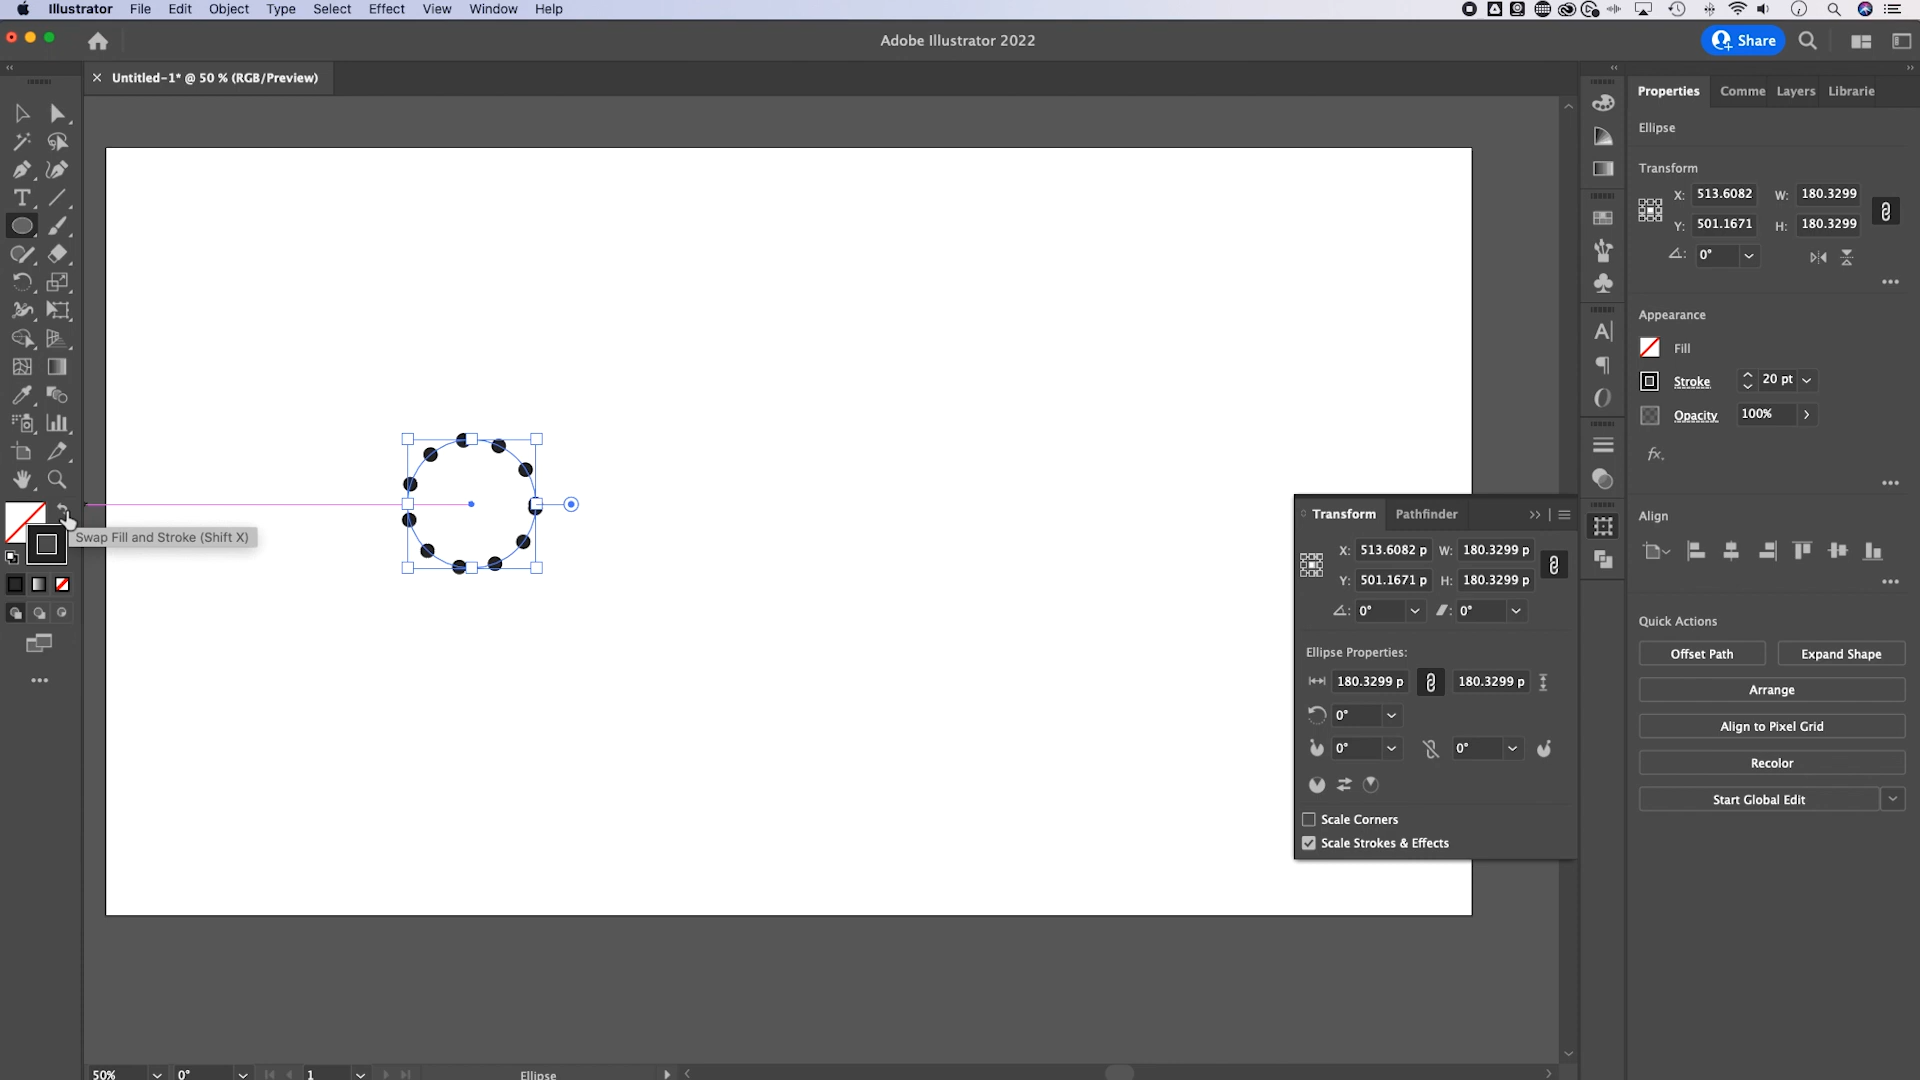 Illustrator File Edit Object Type Select Effect View Window Help
Adobe Illustrator 2022
Share
Untitled-1* @ 50 % (RGB/Preview)
Properties Comme Layers Librarie
Ellipse
Transform
X: 513.6082 W: 180.3299
Y: 501.1671 H: 180.3299
0°
Appearance
Fill
Stroke 20 pt
Opacity 100%
fx.
Swap Fill and Stroke (Shift X)
Transform Pathfinder
X: 513.6082 p W: 180.3299 p
Y: 501.1671 p H: 180.3299 p
0° 0°
Ellipse Properties:
180.3299 p 180.3299 p
0°
0° 0°
Scale Corners
Scale Strokes & Effects
Align
Quick Actions
Offset Path Expand Shape
Arrange
Align to Pixel Grid
Recolor
Start Global Edit
50% 0° 1 Ellipse